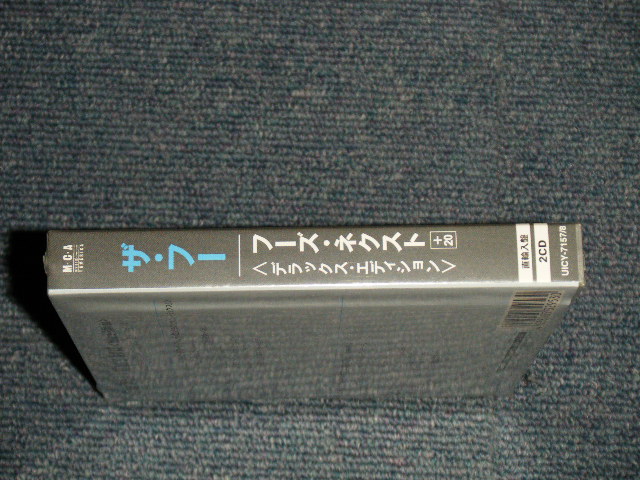 M·C·A
ザ・フー
フーズ・ネクスト +20
<デラックス・エディション>
直輸入盤
2CD
UICY-7157/8